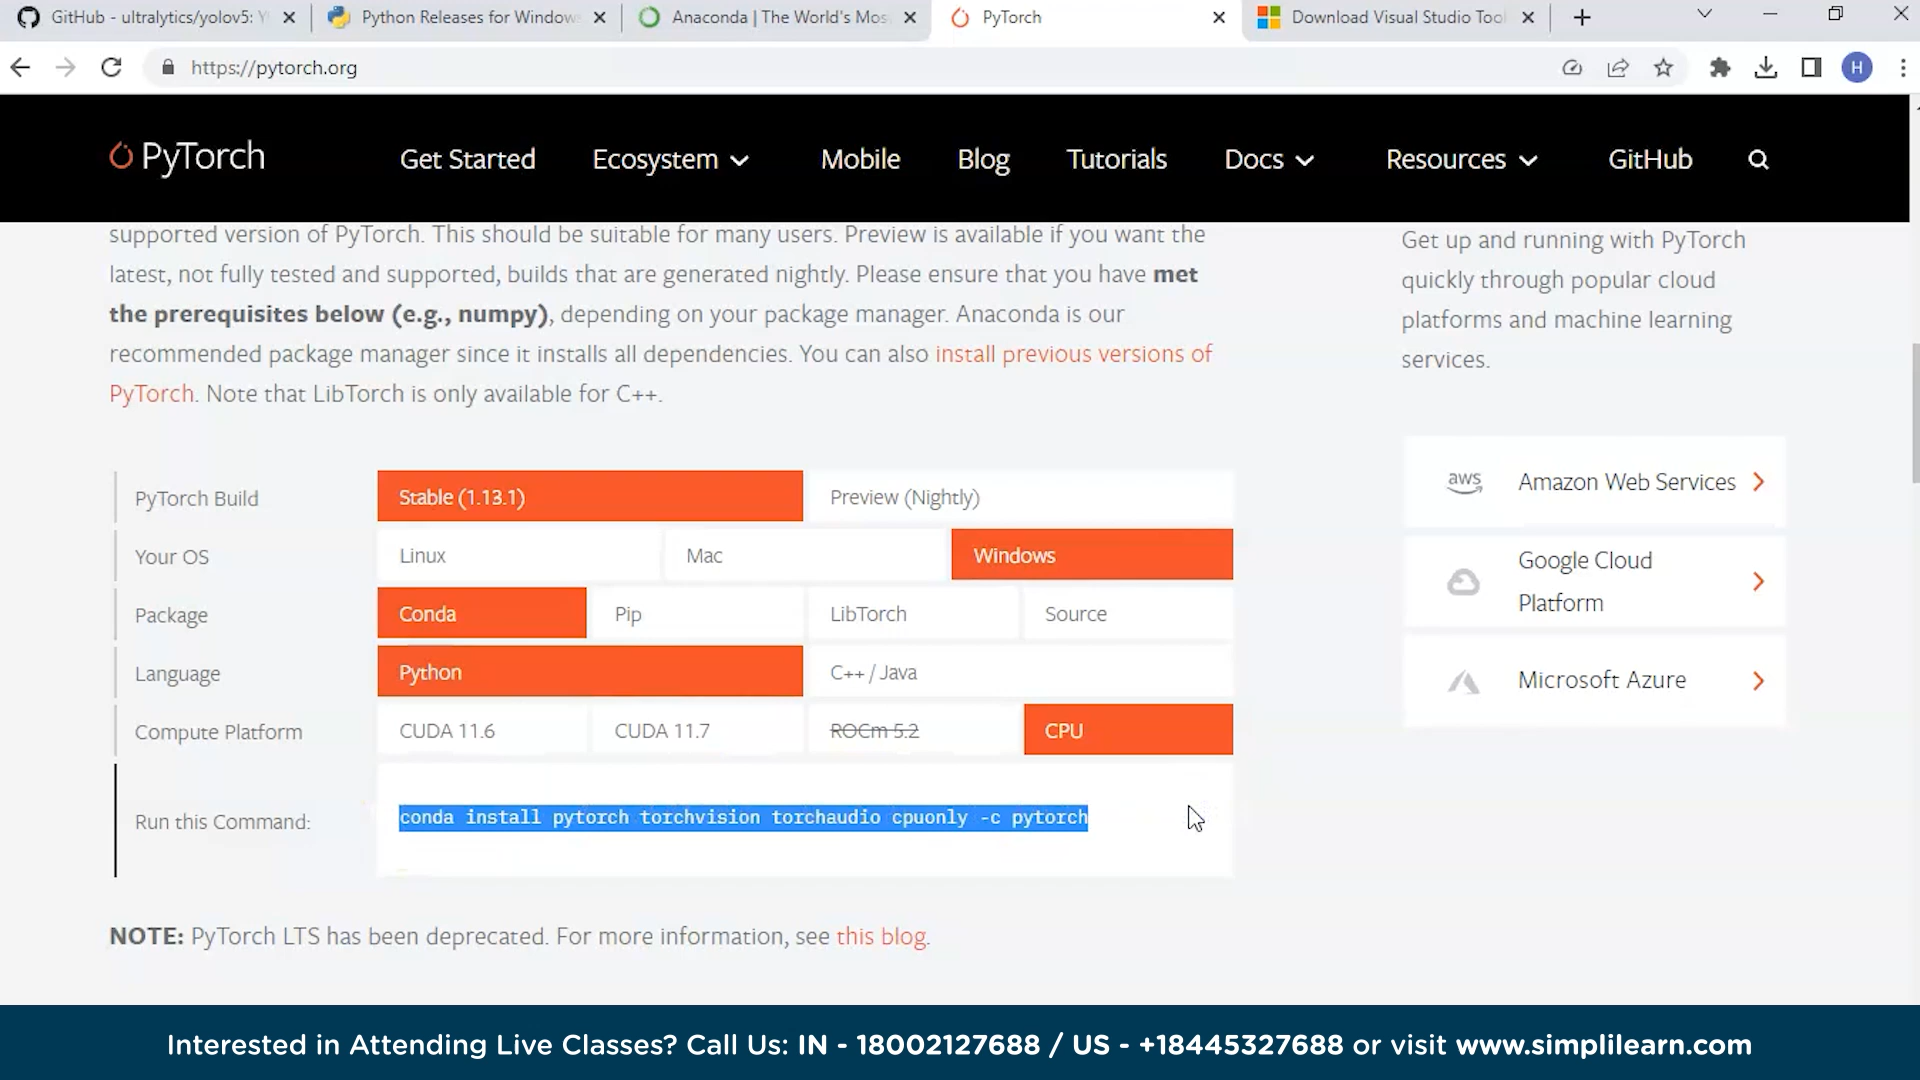 GitHub - ultralytics/yolov5: Y
Python Releases for Window
Anaconda | The World's Mos
PyTorch
Download Visual Studio Too
https://pytorch.org
H
PyTorch
Get Started
Ecosystem
Mobile
Blog
Tutorials
Docs
Resources
GitHub
supported version of PyTorch. This should be suitable for many users. Preview is available if you want the
latest, not fully tested and supported, builds that are generated nightly. Please ensure that you have met
the prerequisites below (e.g., numpy), depending on your package manager. Anaconda is our
recommended package manager since it installs all dependencies. You can also install previous versions of
PyTorch. Note that LibTorch is only available for C++.
Get up and running with PyTorch
quickly through popular cloud
platforms and machine learning
services.
PyTorch Build
Stable (1.13.1)
Preview (Nightly)
Your OS
Linux
Mac
Windows
Package
Conda
Pip
LibTorch
Source
Language
Python
C++ / Java
Compute Platform
CUDA 11.6
CUDA 11.7
ROCm 5.2
CPU
Run this Command:
conda install pytorch torchvision torchaudio cpuonly -c pytorch
aws
Amazon Web Services
Google Cloud
Platform
Microsoft Azure
NOTE: PyTorch LTS has been deprecated. For more information, see this blog.
Interested in Attending Live Classes? Call Us: IN - 18002127688 / US - +18445327688 or visit www.simplilearn.com